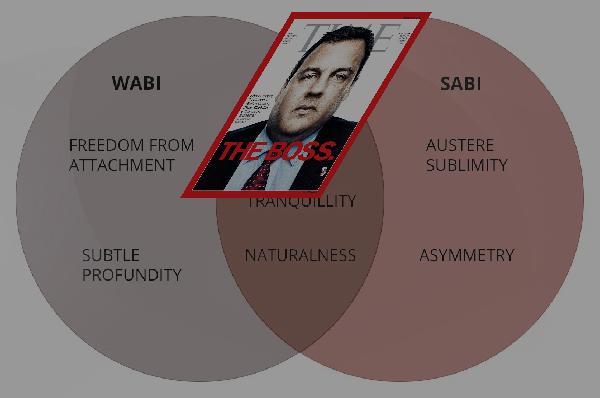 TIME
WABI
SABI
THE BOSS.
FREEDOM FROM
ATTACHMENT
AUSTERE
SUBLIMITY
TRANQUILLITY
SUBTLE
PROFUNDITY
NATURALNESS
ASYMMETRY